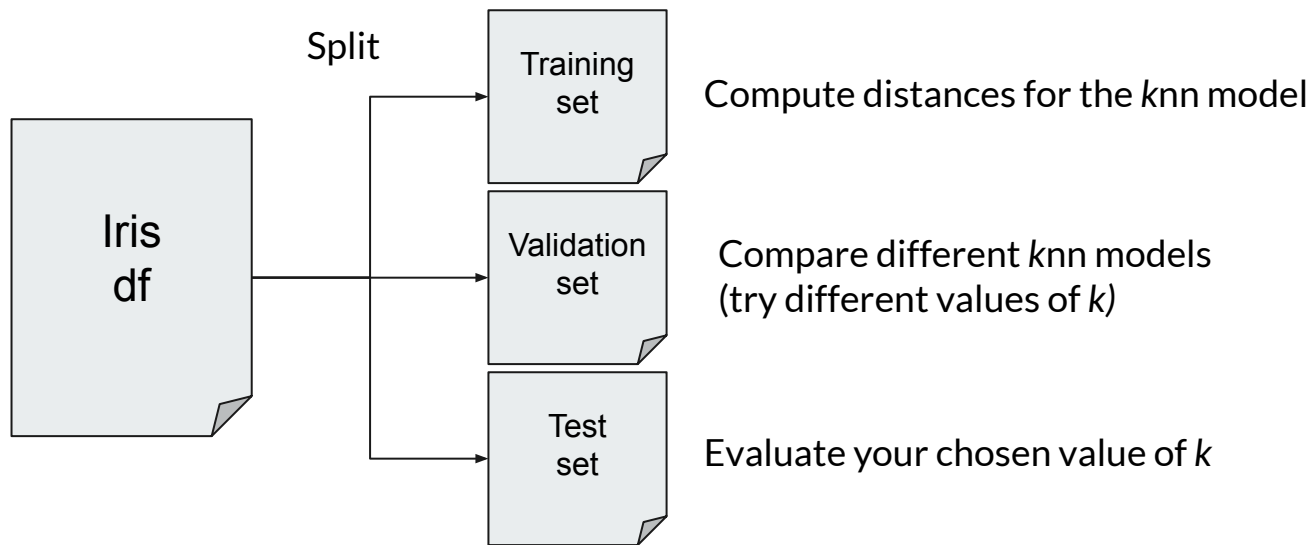 Split
Iris
df
Training
set
Compute distances for the knn model
Validation
set
Compare different knn models
(try different values of k)
Test
set
Evaluate your chosen value of k